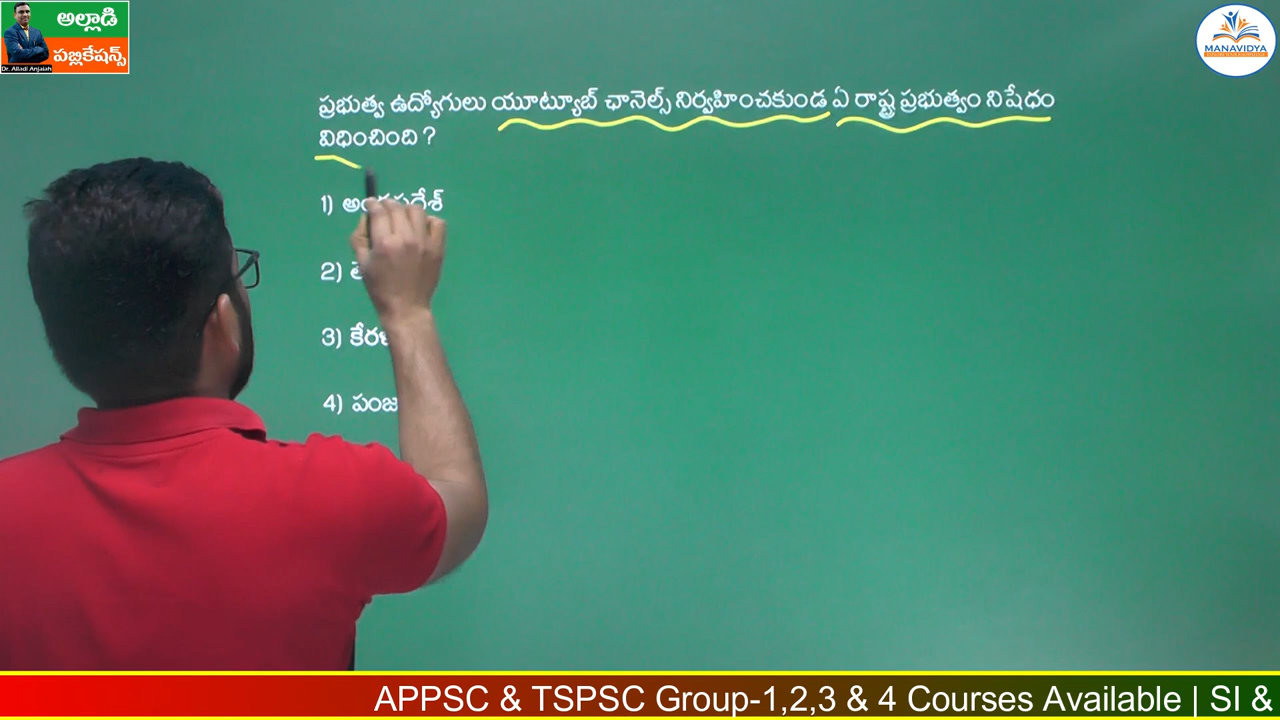 అల్లాడి
పబ్లికేషన్స్
Dr. Alladi Anjaiah
MANAVIDYA
ప్రభుత్వ ఉద్యోగులు యూట్యూబ్ ఛానెల్స్ నిర్వహించకుండ ఏ రాష్ట్ర ప్రభుత్వం నిషేధం
విధించింది ?
1)
2)
3)
4)
APPSC & TSPSC Group-1,2,3 & 4 Courses Available | SI &